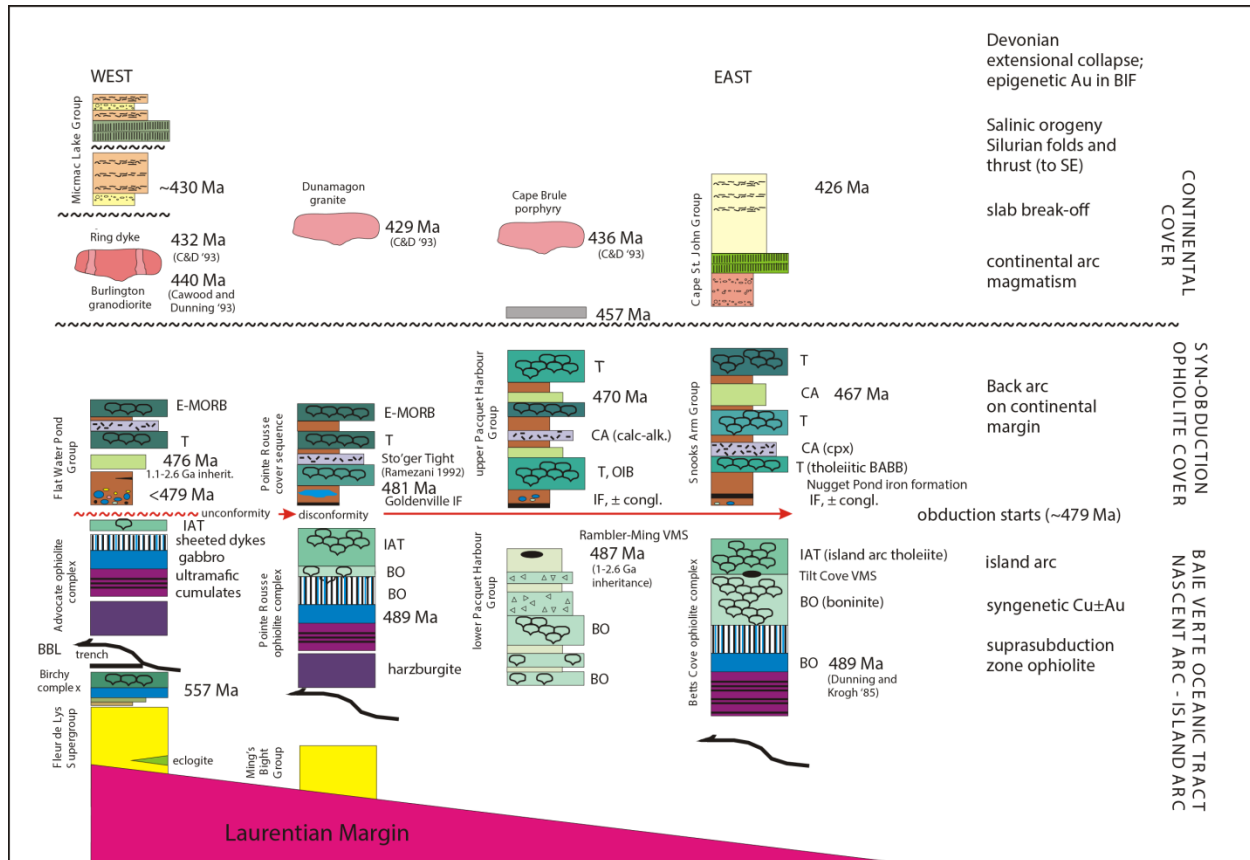 WEST
EAST
Devonian
extensional collapse;
epigenetic Au in BIF
Salinic orogeny
Silurian folds and
thrust (to SE)
slab break-off
continental arc
magmatism
CONTINENTAL
COVER
Micmac Lake Group
~430 Ma
Ring dyke
432 Ma
(C&D '93)
440 Ma
(Cawood and
Dunning '93)
Burlington
granodiorite
Dunamagon
granite
429 Ma
(C&D '93)
Cape Brule
porphyry
436 Ma
(C&D '93)
457 Ma
Cape St. John Group
426 Ma
Flat Water Pond
Group
E-MORB
T
476 Ma
1.1-2.6 Ga inherit.
<479 Ma
Pointe Rousse
cover sequence
E-MORB
T
Sto'ger Tight
(Ramezani 1992)
481 Ma
Goldenville IF
upper Pacquet Harbour
Group
T
470 Ma
CA (calc-alk.)
T, OIB
IF, ± congl.
Snooks Arm Group
T
CA 467 Ma
T
CA (cpx)
T (tholeiitic BABB)
Nugget Pond iron formation
IF, ± congl.
Back arc
on continental
margin
SYN-OBDUCTION
OPHIOLITE COVER
unconformity
disconformity
obduction starts (~479 Ma)
Advocate ophiolite
complex
IAT
sheeted dykes
gabbro
ultramafic
cumulates
Pointe Rousse
ophiolite complex
IAT
BO
BO
489 Ma
harzburgite
lower Pacquet Harbour
Group
Rambler-Ming VMS
487 Ma
(1-2.6 Ga
inheritance)
BO
BO
Betts Cove ophiolite complex
IAT (island arc tholeiite)
Tilt Cove VMS
BO (boninite)
BO 489 Ma
(Dunning and
Krogh '85)
island arc
syngenetic Cu±Au
suprasubduction
zone ophiolite
BAIE VERTE OCEANIC TRACT
NASCENT ARC - ISLAND ARC
BBL
trench
Birchy
complex
557 Ma
Fleur de Lys
Supergroup
eclogite
Ming's
Bight
Group
Laurentian Margin